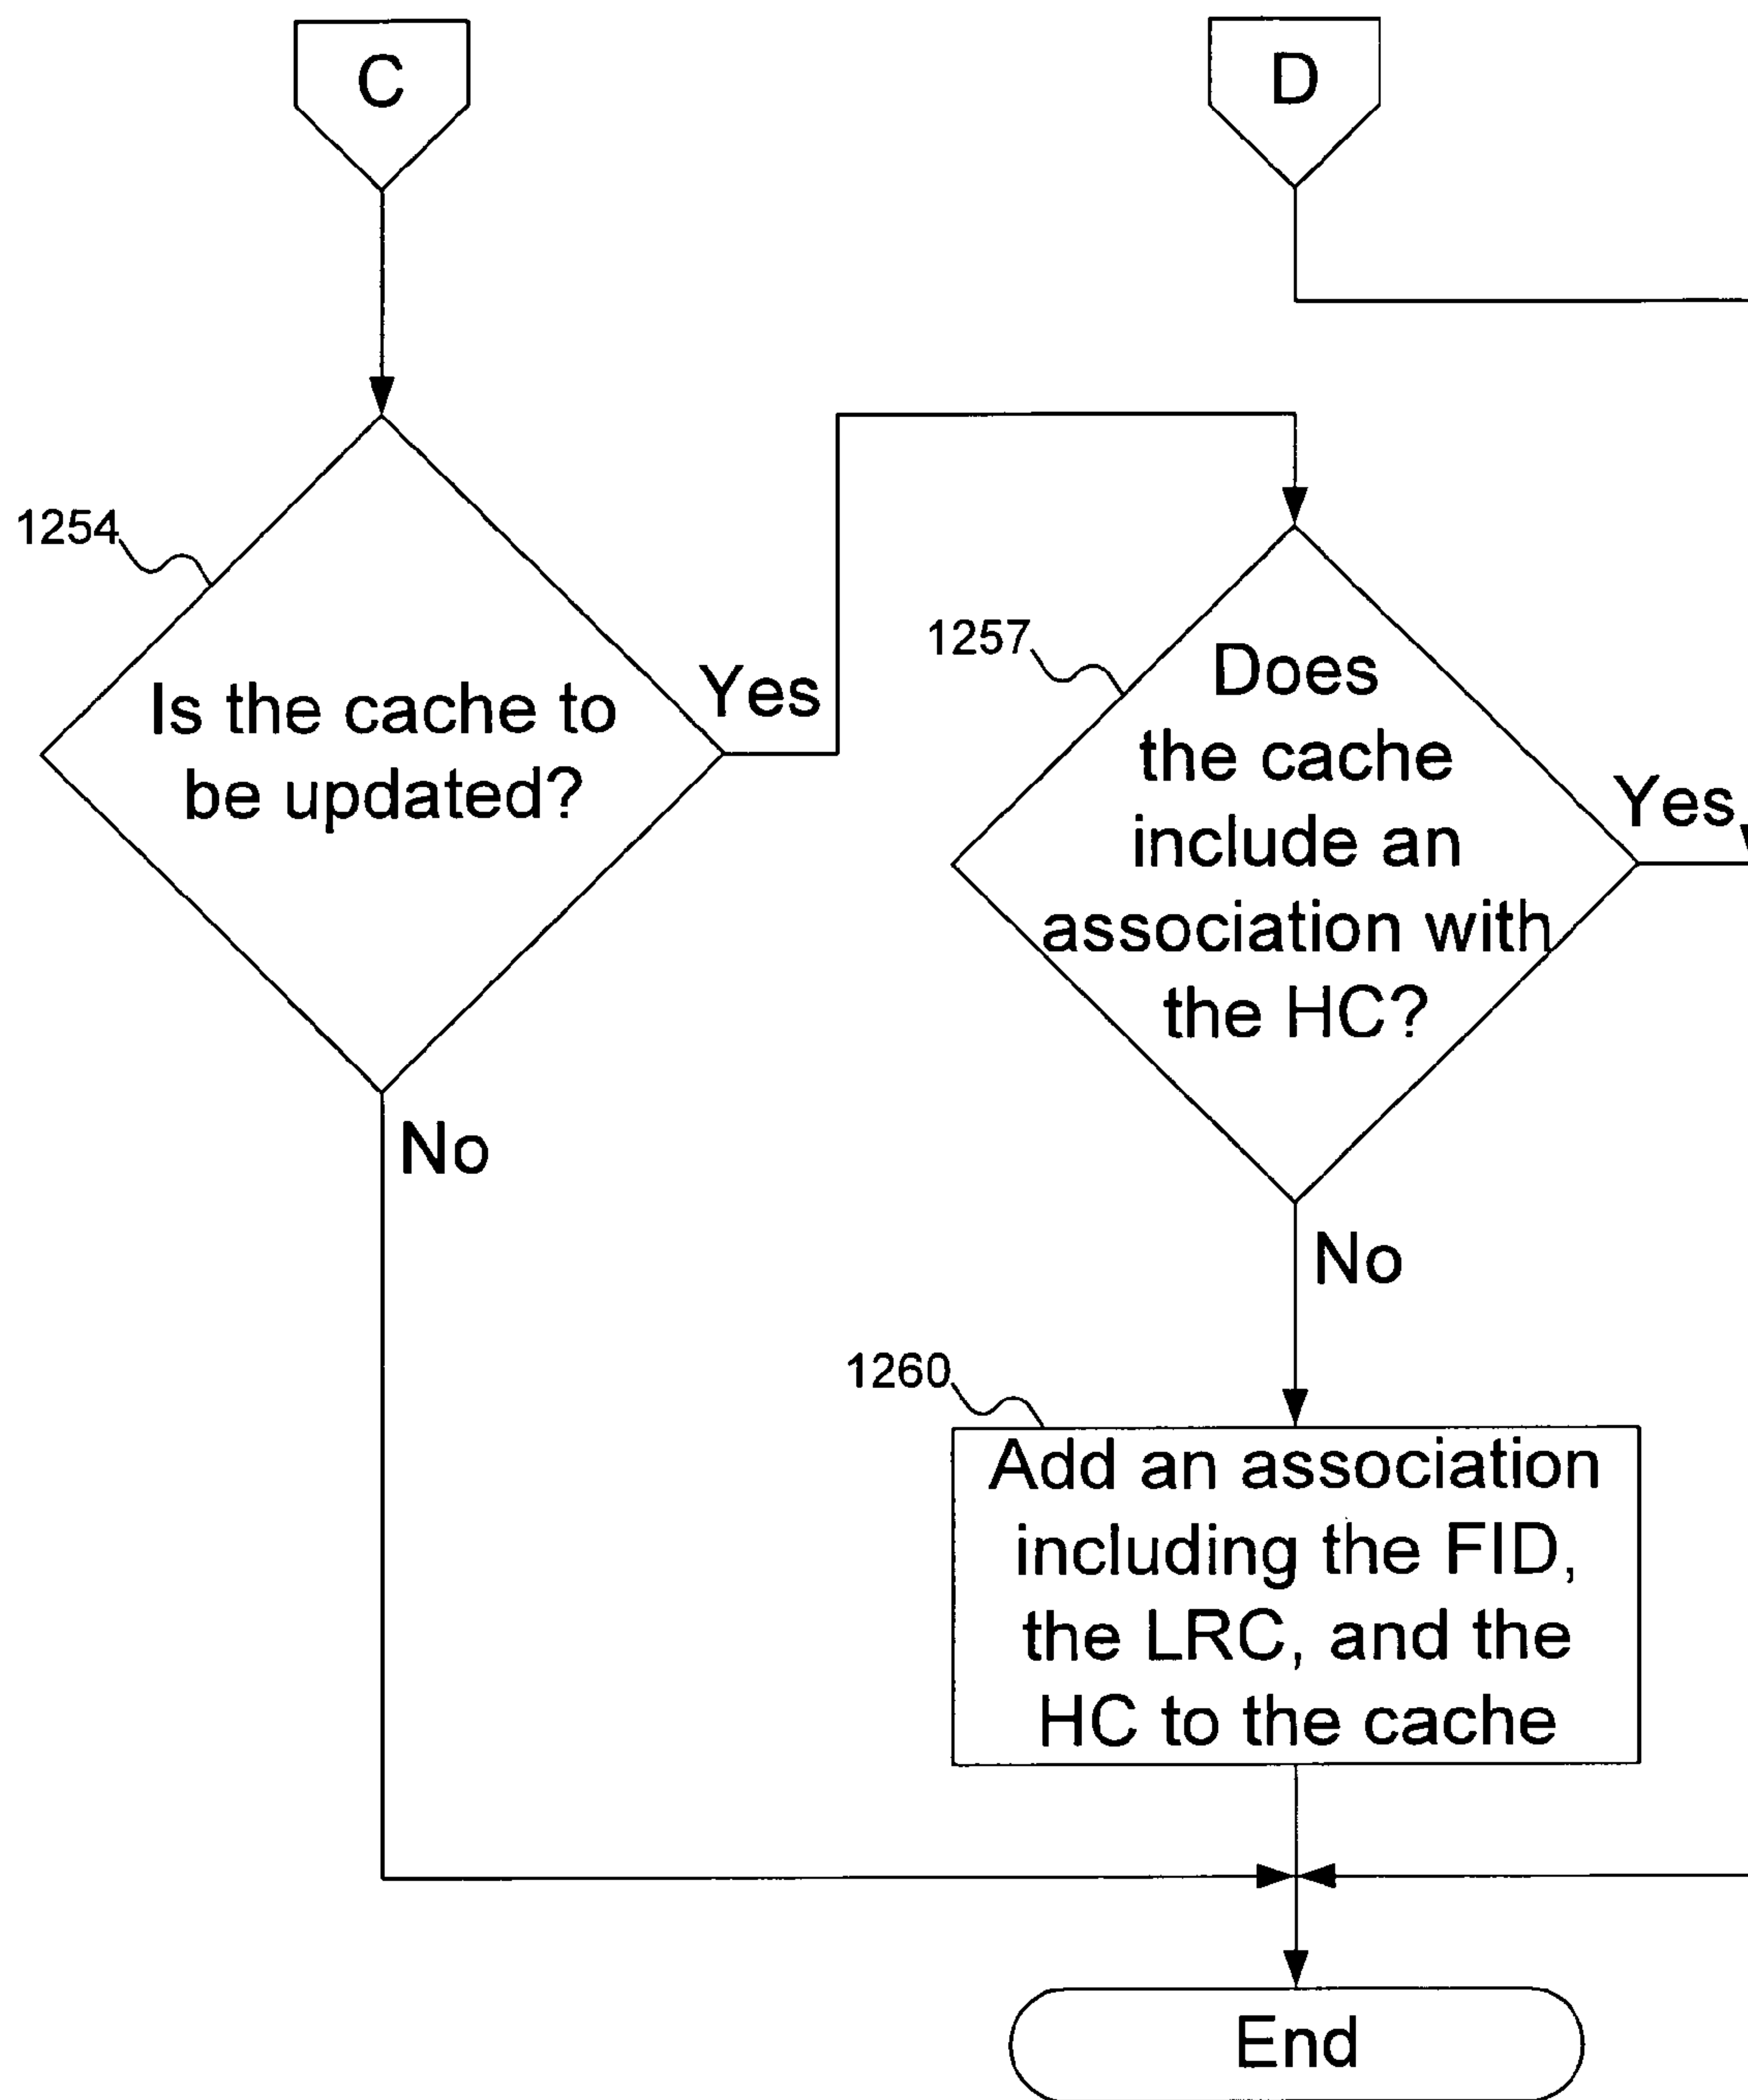 C
D
1254
Is the cache to
be updated?
Yes
No
1257
Does
the cache
include an
association with
the HC?
Yes
No
1260
Add an association
including the FID,
the LRC, and the
HC to the cache
End